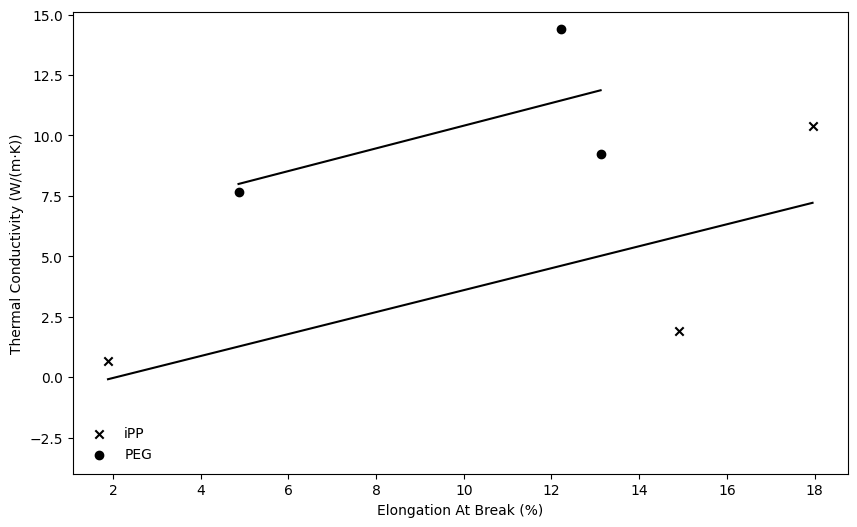 15.0
12.5
10.0
7.5
5.0
2.5
0.0
−2.5
Thermal Conductivity (W/(m·K))
iPP
PEG
2 4 6 8 10 12 14 16 18
Elongation At Break (%)